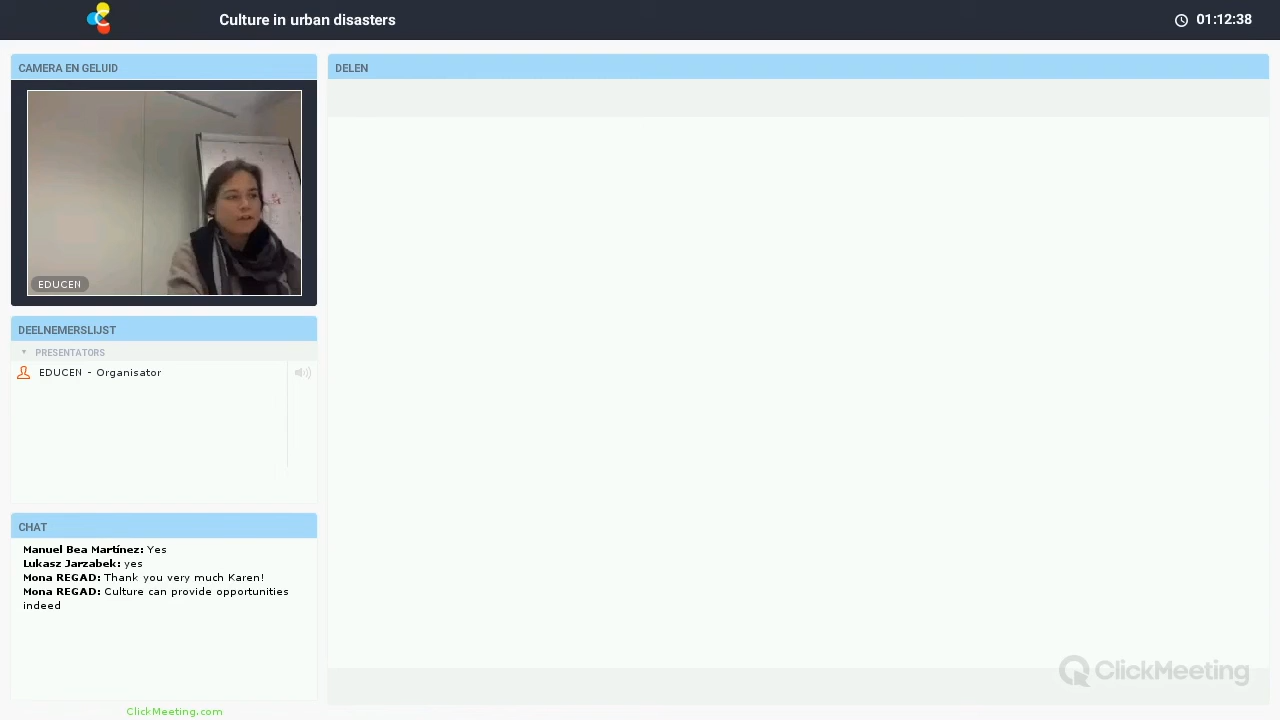 Culture in urban disasters
01:12:38
CAMERA EN GELUID
DELEN
EDUCEN
DEELNEMERSLIJST
PRESENTATORS
EDUCEN - Organisator
CHAT
Manuel Bea Martínez: Yes
Lukasz Jarzabek: yes
Mona REGAD: Thank you very much Karen!
Mona REGAD: Culture can provide opportunities
indeed
ClickMeeting
ClickMeeting.com